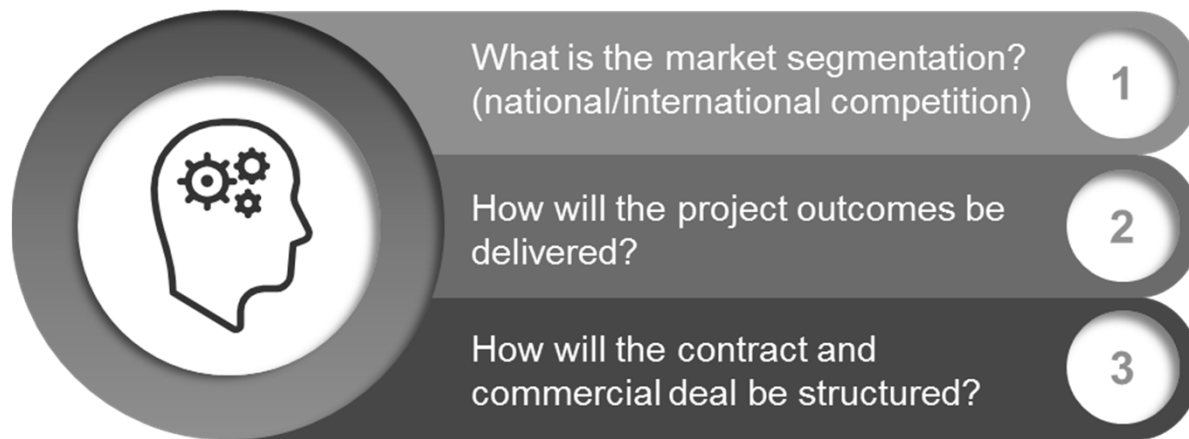 What is the market segmentation?
(national/international competition)
1
How will the project outcomes be
delivered?
2
How will the contract and
commercial deal be structured?
3